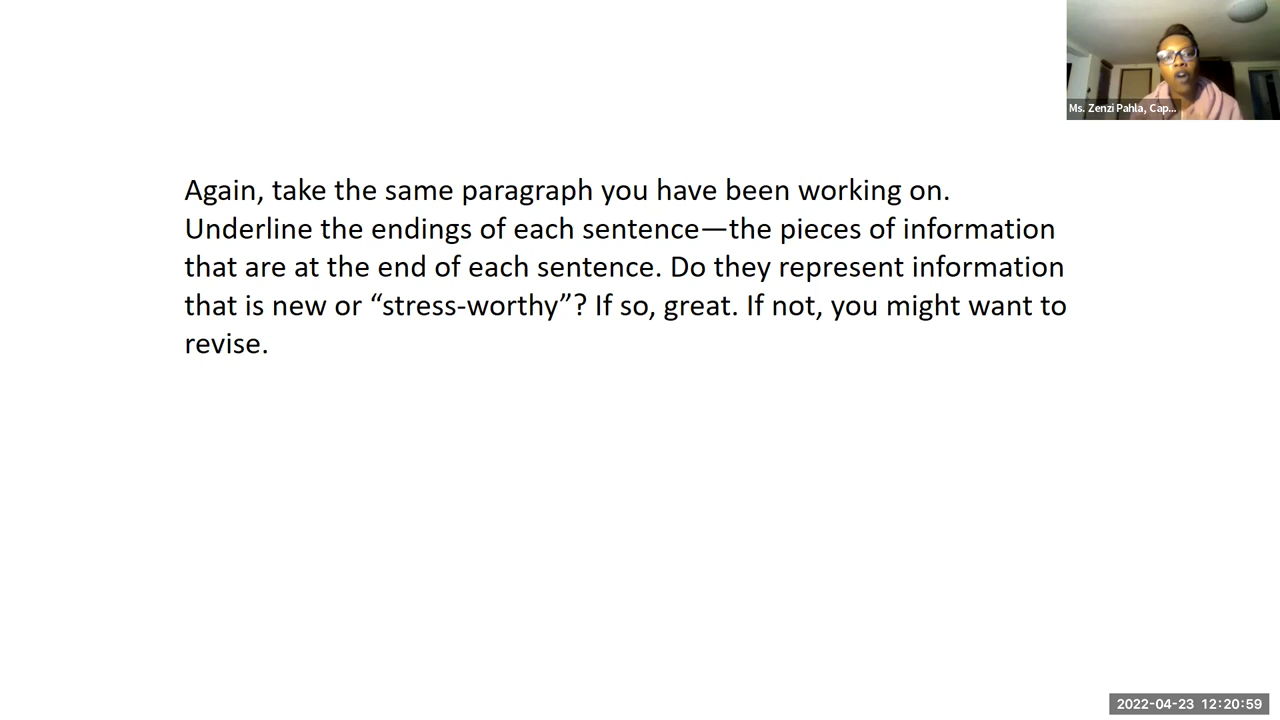 Ms. Zenzi Pahla, Cap...
Again, take the same paragraph you have been working on.
Underline the endings of each sentence—the pieces of information
that are at the end of each sentence. Do they represent information
that is new or “stress-worthy”? If so, great. If not, you might want to
revise.
2022-04-23 12:20:59